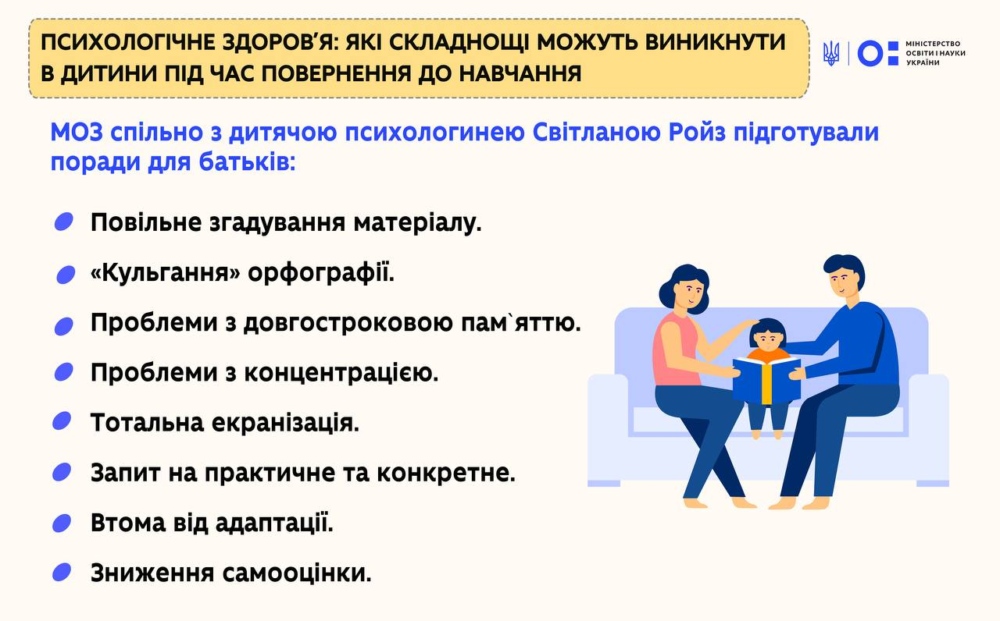 ПСИХОЛОГІЧНЕ ЗДОРОВ’Я: ЯКІ СКЛАДНОЩІ МОЖУТЬ ВИНИКНУТИ
В ДИТИНИ ПІД ЧАС ПОВЕРНЕННЯ ДО НАВЧАННЯ
МІНІСТЕРСТВО
ОСВІТИ І НАУКИ
УКРАЇНИ
МОЗ спільно з дитячою психологинею Світланою Ройз підготували
поради для батьків:
Повільне згадування матеріалу.
«Кульгання» орфографії.
Проблеми з довгостроковою пам`яттю.
Проблеми з концентрацією.
Тотальна екранізація.
Запит на практичне та конкретне.
Втома від адаптації.
Зниження самооцінки.